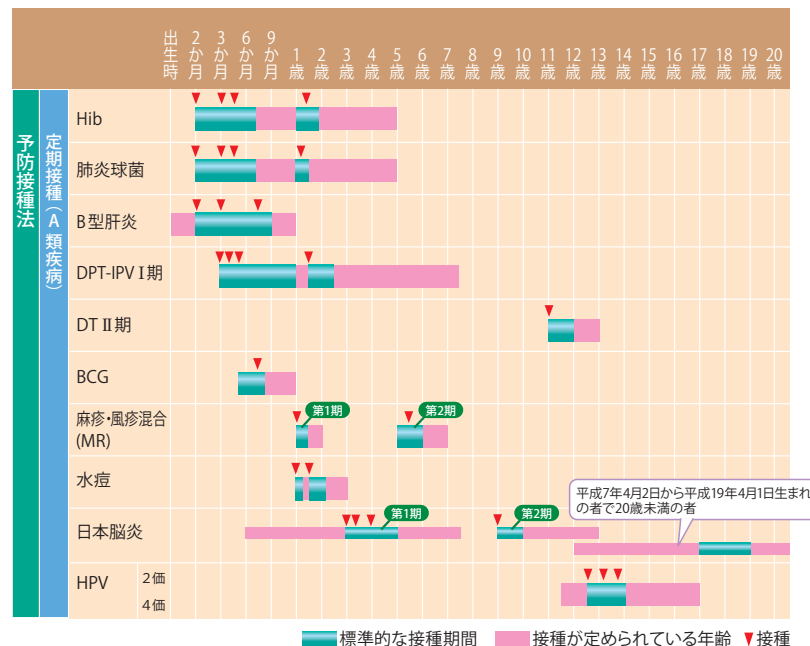 出生時 2か月 3か月 6か月 9か月 1歳 2歳 3歳 4歳 5歳 6歳 7歳 8歳 9歳 10歳 11歳 12歳 13歳 14歳 15歳 16歳 17歳 18歳 19歳 20歳
予防接種法
定期接種(A類疾病)
Hib
肺炎球菌
B型肝炎
DPT-IPV I期
DT II期
BCG
麻疹・風疹混合
(MR)
第1期 第2期
水痘
平成7年4月2日から平成19年4月1日生まれ
の者で20歳未満の者
日本脳炎
第1期 第2期
HPV
2価
4価
標準的な接種期間 接種が定められている年齢 ▼接種